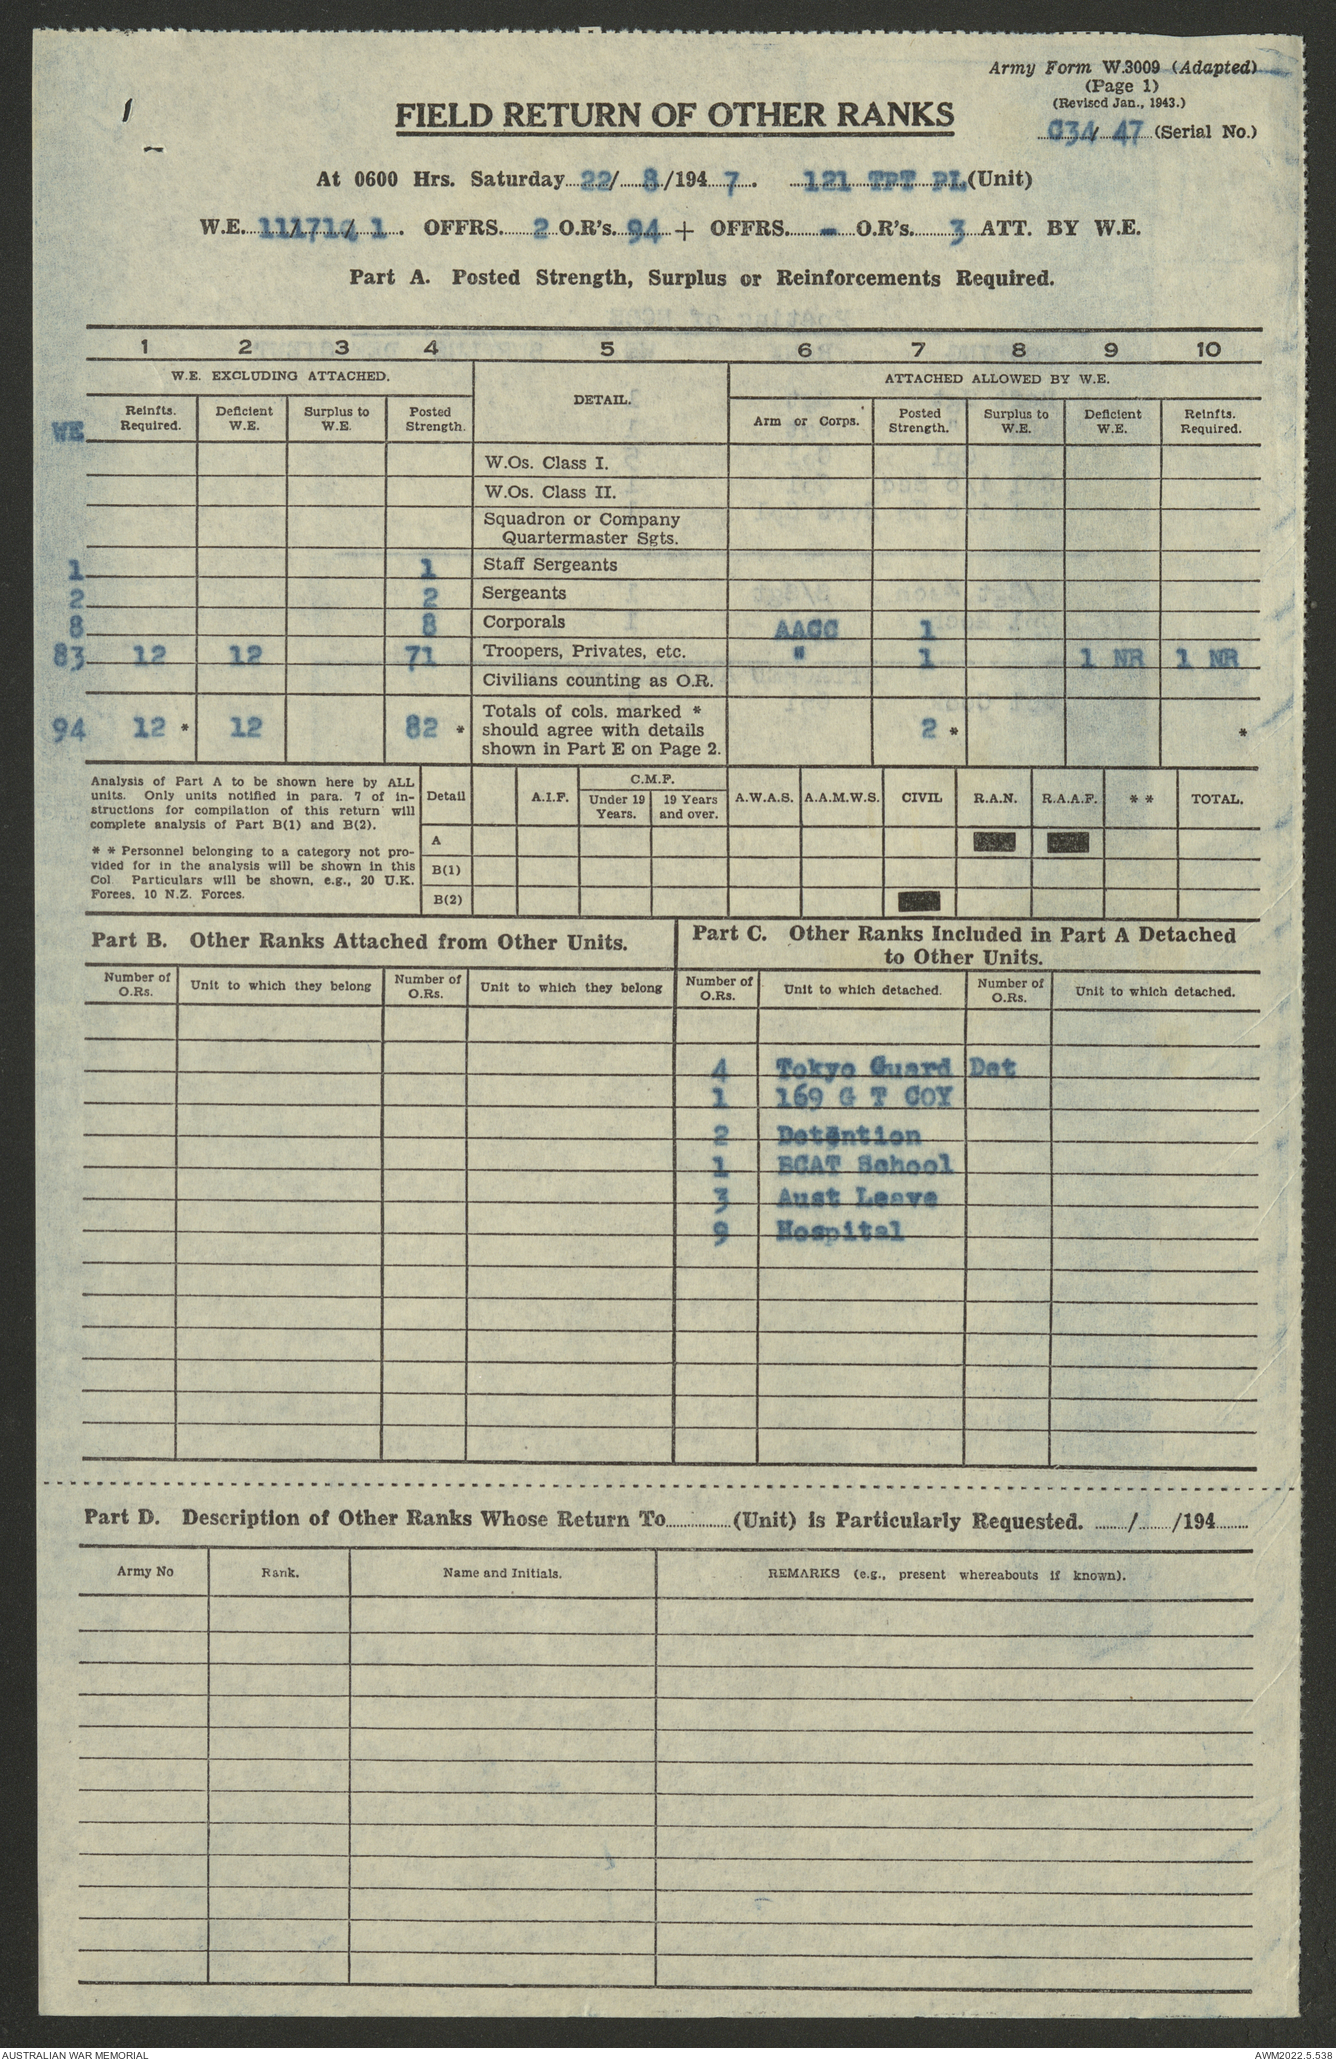 Army Form W.3009 (Adapted)
(Page 1)
(Revised Jan., 1943.)
1
FIELD RETURN OF OTHER RANKS
034/ 47 (Serial No.)
At 0600 Hrs. Saturday 22/ 8/194 7. 121 TPT PL (Unit)
W.E. / 1. OFFRS. 2 O.R's. 94 + OFFRS. - O.R's. 3 ATT. BY W.E.
Part A. Posted Strength, Surplus or Reinforcements Required.
1 2 3 4 5 6 7 8 9 10
W.E. EXCLUDING ATTACHED. DETAIL. ATTACHED ALLOWED BY W.E.
WE Reinfts. Required. Deficient W.E. Surplus to W.E. Posted Strength. Arm or Corps. Posted Strength. Surplus to W.E. Deficient W.E. Reinfts. Required.
W.Os. Class I.
W.Os. Class II.
Squadron or Company
Quartermaster Sgts.
1 1 Staff Sergeants
2 2 Sergeants
8 8 Corporals AACC 1
83 12 12 71 Troopers, Privates, etc. " 1 1 NR 1 NR
Civilians counting as O.R.
94 12 * 12 82 * Totals of cols. marked * should agree with details shown in Part E on Page 2. 2 * *
Analysis of Part A to be shown here by ALL
units. Only units notified in para. 7 of in-
structions for compilation of this return will
complete analysis of Part B(1) and B(2).
* * Personnel belonging to a category not pro-
vided for in the analysis will be shown in this
Col. Particulars will be shown, e.g., 20 U.K.
Forces, 10 N.Z. Forces.
Detail A.I.F. C.M.F. Under 19 Years. 19 Years and over. A.W.A.S. A.A.M.W.S. CIVIL R.A.N. R.A.A.F. * * TOTAL.
A
B(1)
B(2)
Part B. Other Ranks Attached from Other Units.
Number of O.Rs. Unit to which they belong Number of O.Rs. Unit to which they belong
Part C. Other Ranks Included in Part A Detached
to Other Units.
Number of O.Rs. Unit to which detached. Number of O.Rs. Unit to which detached.
4 Tokyo Guard Det
1 169 G T COY
2 Detention
1 BCAT School
3 Aust Leave
9 Hospital
Part D. Description of Other Ranks Whose Return To (Unit) is Particularly Requested. / /194
Army No Rank. Name and Initials. REMARKS (e.g., present whereabouts if known).
AUSTRALIAN WAR MEMORIAL AWM2022.5.538